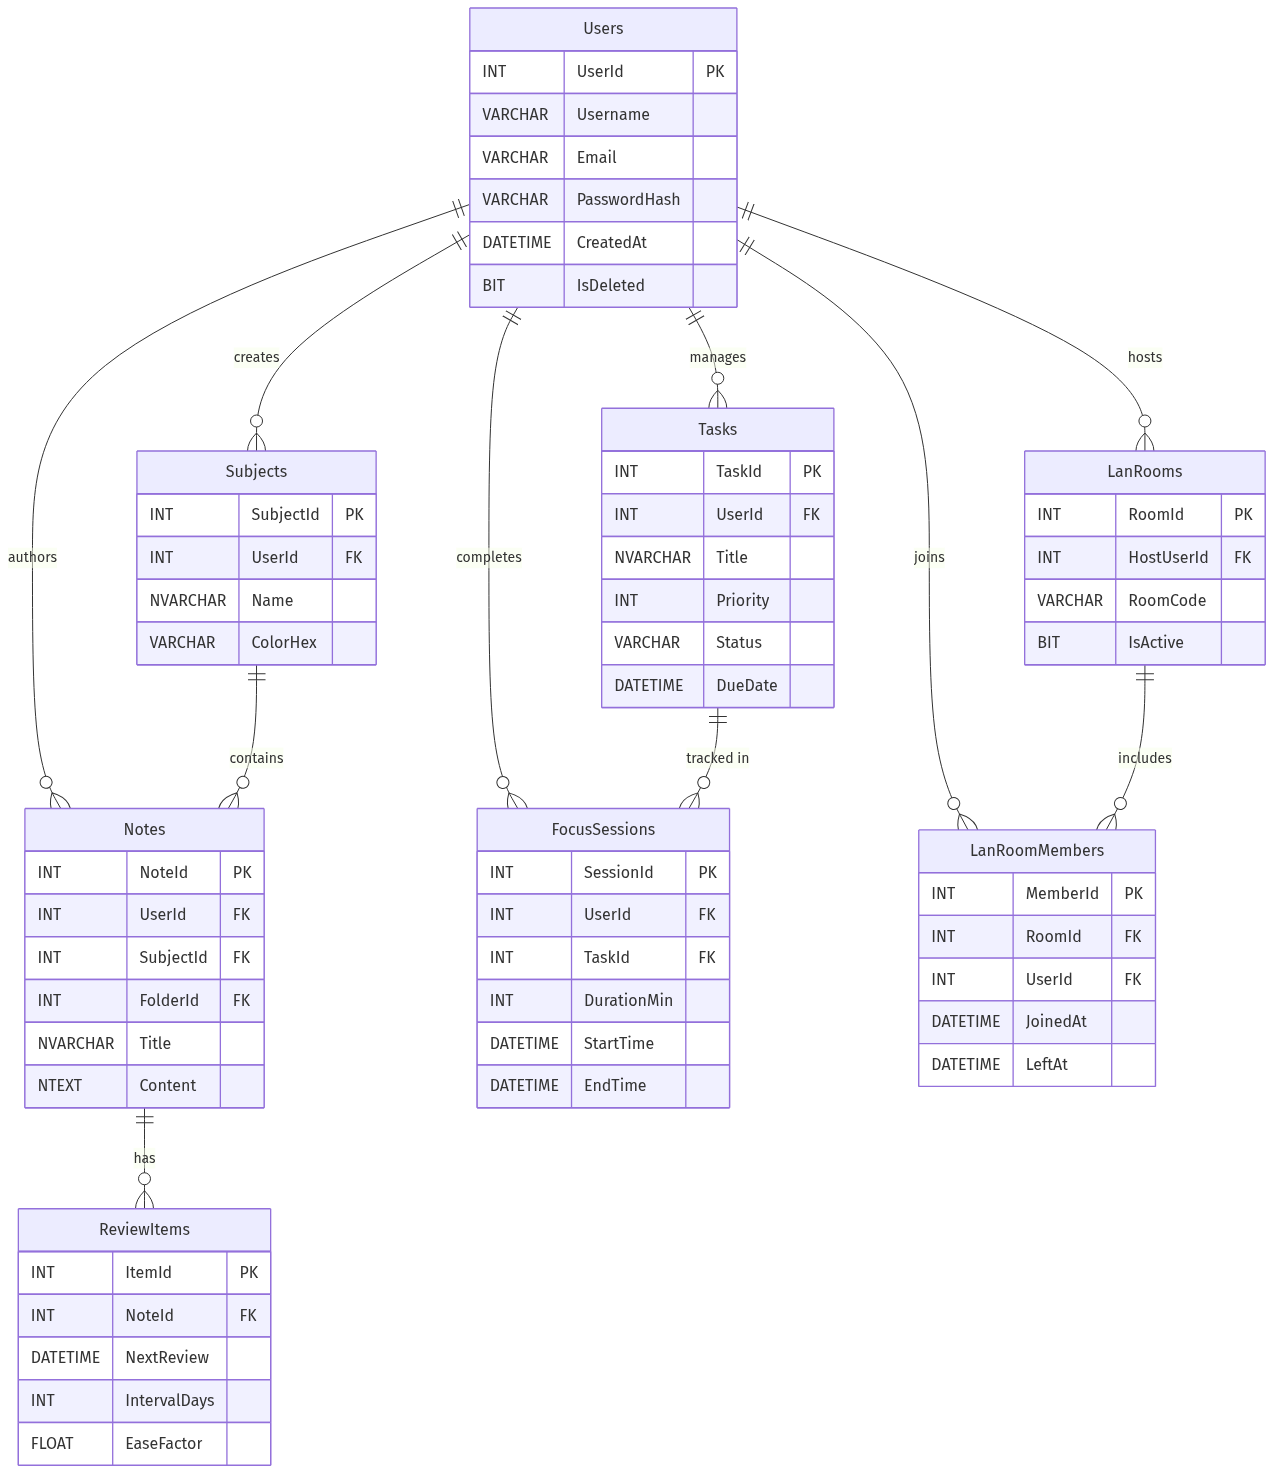 Users
INT UserId PK
VARCHAR Username
VARCHAR Email
VARCHAR PasswordHash
DATETIME CreatedAt
BIT IsDeleted
creates
manages
hosts
authors
completes
joins
Subjects
INT SubjectId PK
INT UserId FK
NVARCHAR Name
VARCHAR ColorHex
Tasks
INT TaskId PK
INT UserId FK
NVARCHAR Title
INT Priority
VARCHAR Status
DATETIME DueDate
LanRooms
INT RoomId PK
INT HostUserId FK
VARCHAR RoomCode
BIT IsActive
contains
tracked in
includes
Notes
INT NoteId PK
INT UserId FK
INT SubjectId FK
INT FolderId FK
NVARCHAR Title
NTEXT Content
FocusSessions
INT SessionId PK
INT UserId FK
INT TaskId FK
INT DurationMin
DATETIME StartTime
DATETIME EndTime
LanRoomMembers
INT MemberId PK
INT RoomId FK
INT UserId FK
DATETIME JoinedAt
DATETIME LeftAt
has
ReviewItems
INT ItemId PK
INT NoteId FK
DATETIME NextReview
INT IntervalDays
FLOAT EaseFactor